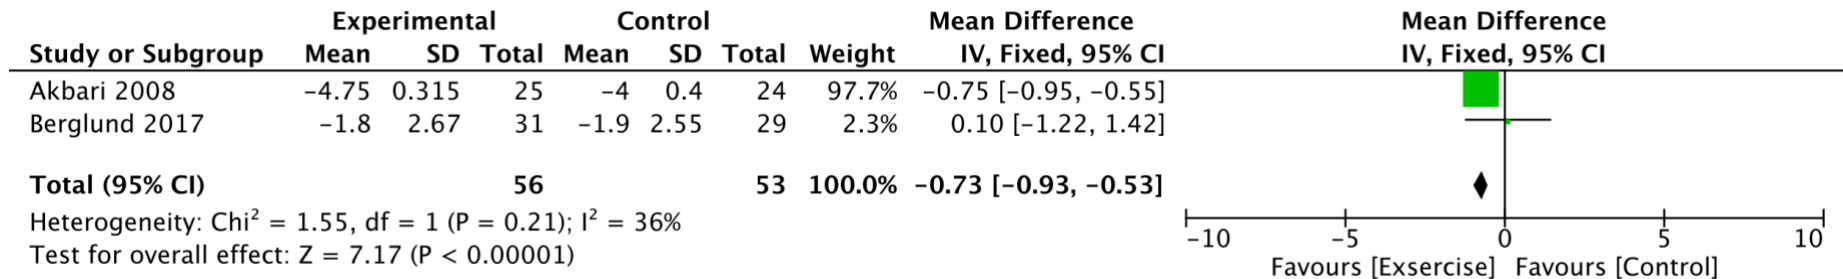 Experimental Control Mean Difference Mean Difference
Study or Subgroup Mean SD Total Mean SD Total Weight IV, Fixed, 95% CI IV, Fixed, 95% CI
Akbari 2008 −4.75 0.315 25 −4 0.4 24 97.7% −0.75 [−0.95, −0.55]
Berglund 2017 −1.8 2.67 31 −1.9 2.55 29 2.3% 0.10 [−1.22, 1.42]
Total (95% CI) 56 53 100.0% −0.73 [−0.93, −0.53]
Heterogeneity: Chi² = 1.55, df = 1 (P = 0.21); I² = 36%
Test for overall effect: Z = 7.17 (P < 0.00001)
−10 −5 0 5 10
Favours [Exsercise] Favours [Control]